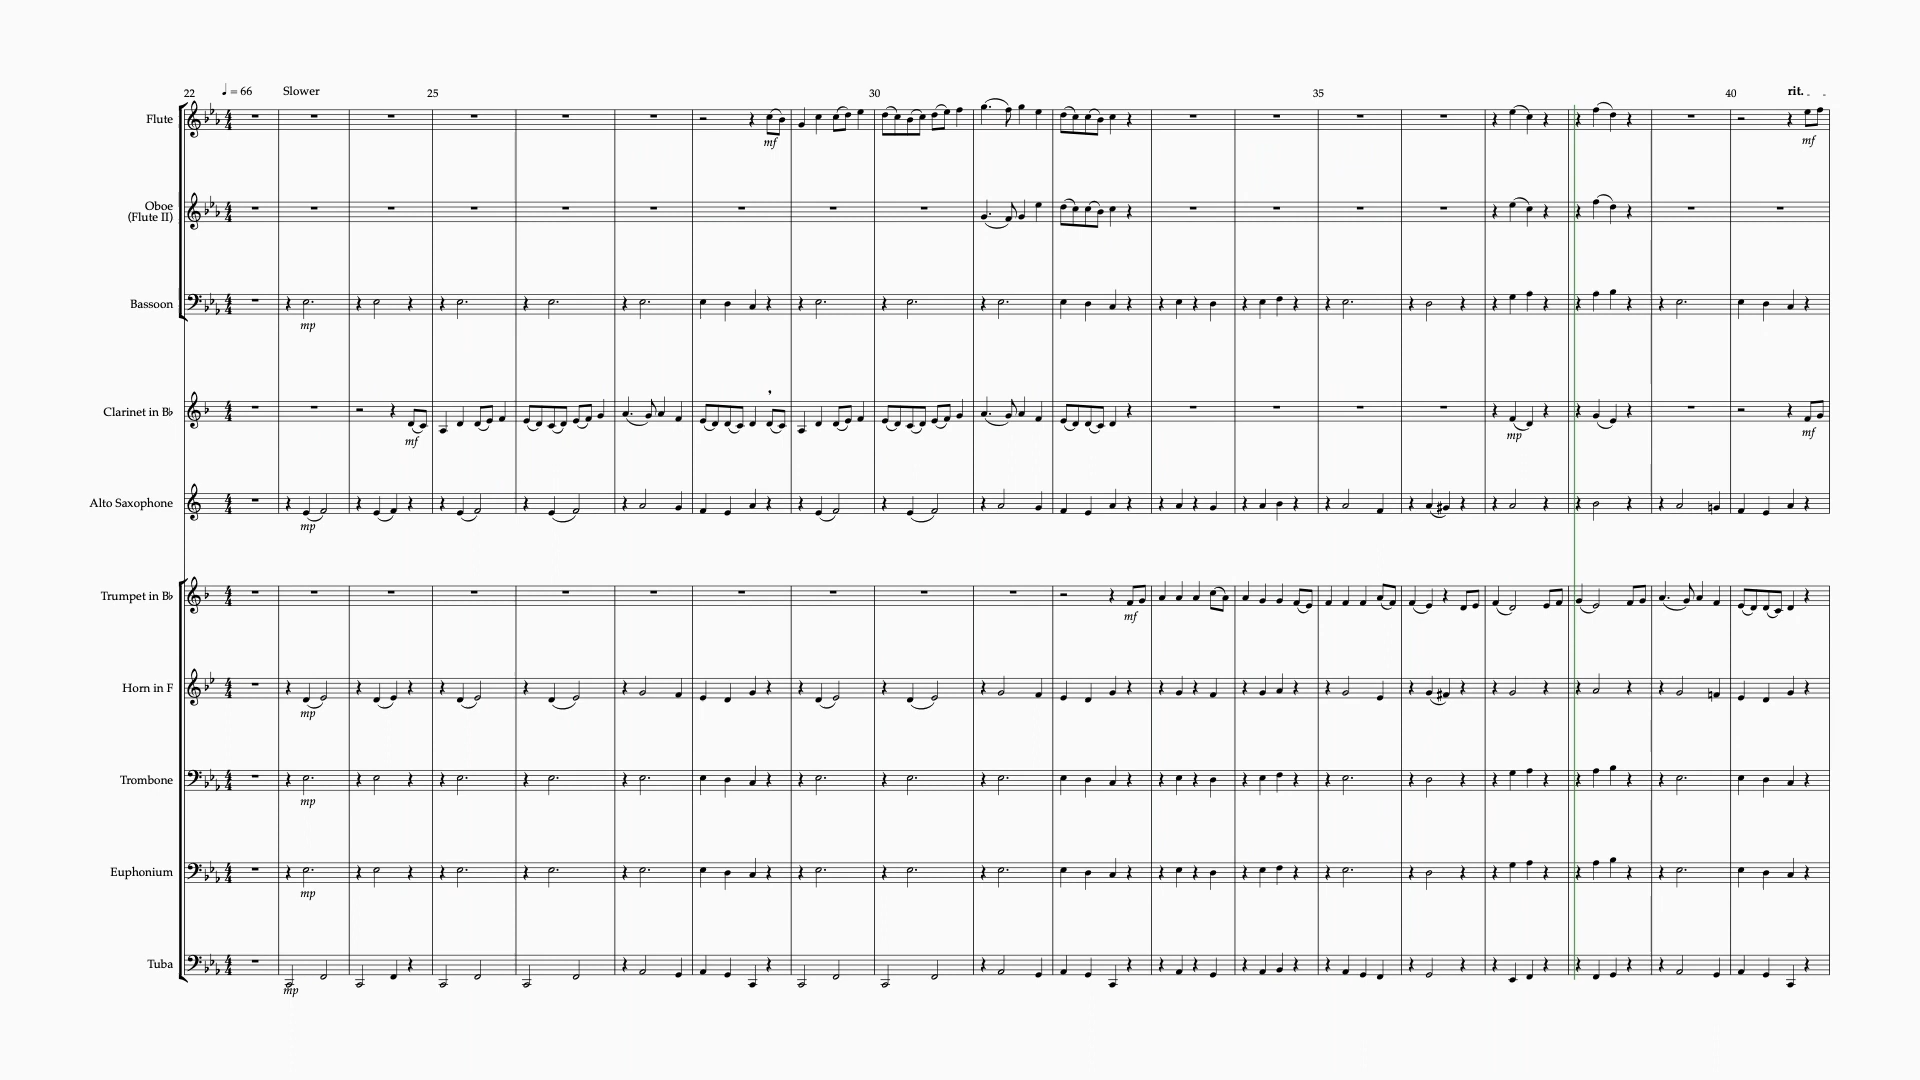 22 ♩ = 66 Slower 25 30 35 40 rit.
Flute
mf mf
Oboe
(Flute II)
Bassoon
mp
Clarinet in B♭
mf mp mf
Alto Saxophone
mp
Trumpet in B♭
mf
Horn in F
mp
Trombone
mp
Euphonium
mp
Tuba
mp